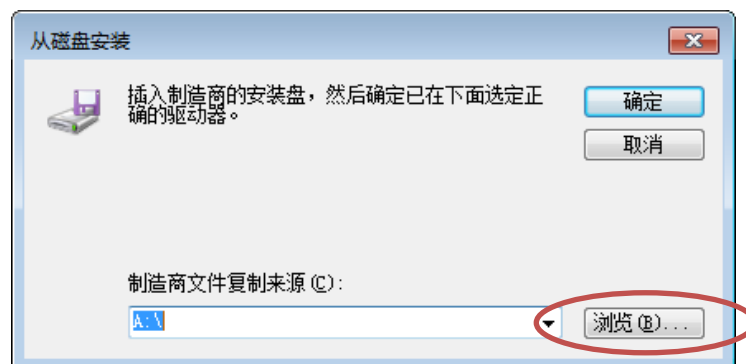 从磁盘安装
插入制造商的安装盘，然后确定已在下面选定正
确的驱动器。
确定
取消
制造商文件复制来源(C):
A:\
浏览(B)...